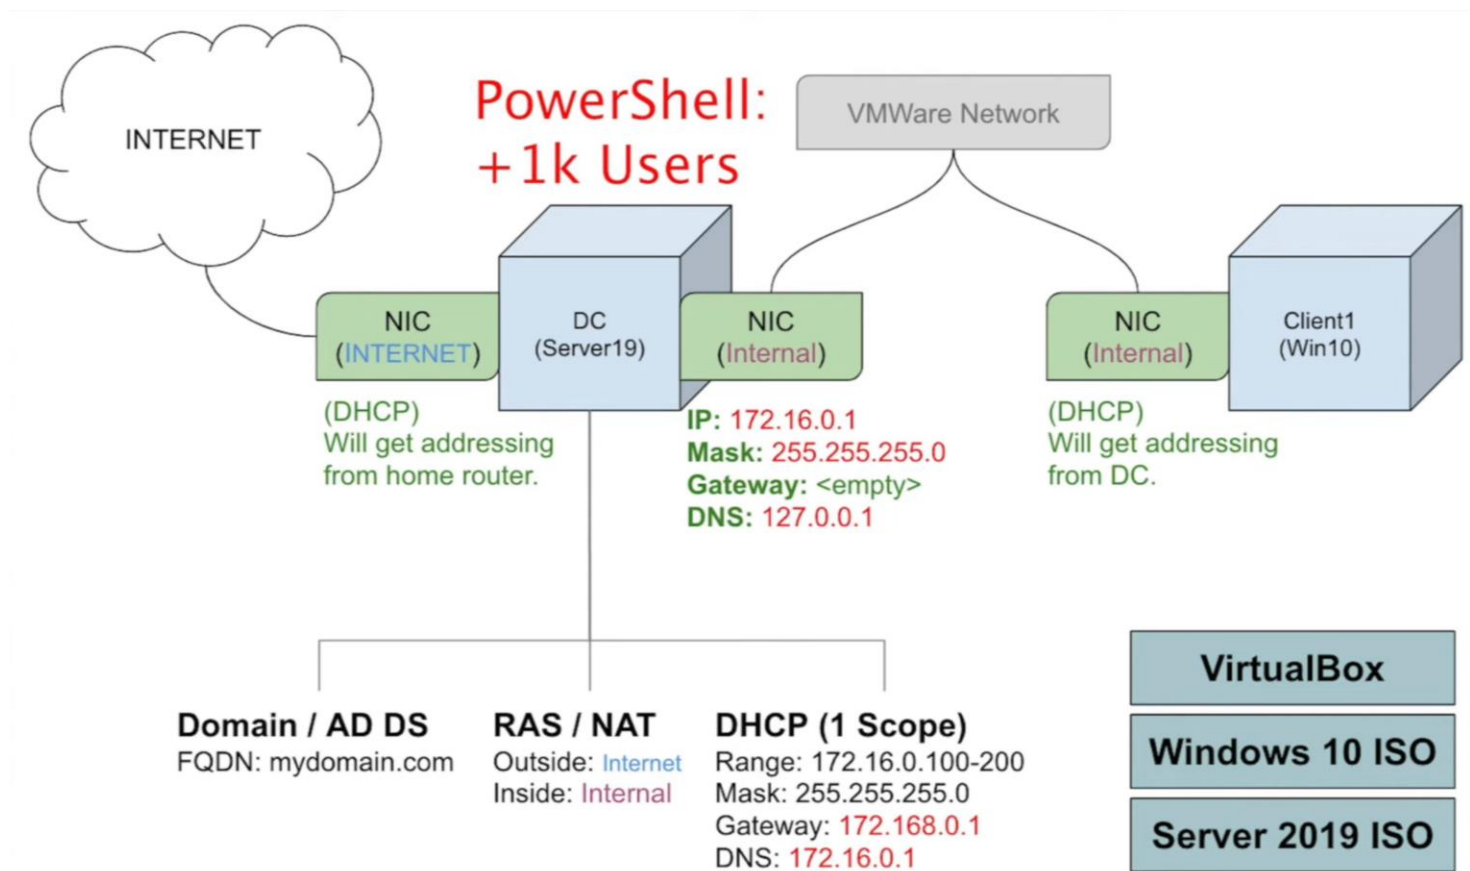 INTERNET
PowerShell:
+1k Users
VMWare Network
NIC
(INTERNET)
DC
(Server19)
NIC
(Internal)
NIC
(Internal)
Client1
(Win10)
(DHCP)
Will get addressing
from home router.
IP: 172.16.0.1
Mask: 255.255.255.0
Gateway: <empty>
DNS: 127.0.0.1
(DHCP)
Will get addressing
from DC.
Domain / AD DS
FQDN: mydomain.com
RAS / NAT
Outside: Internet
Inside: Internal
DHCP (1 Scope)
Range: 172.16.0.100-200
Mask: 255.255.255.0
Gateway: 172.168.0.1
DNS: 172.16.0.1
VirtualBox
Windows 10 ISO
Server 2019 ISO